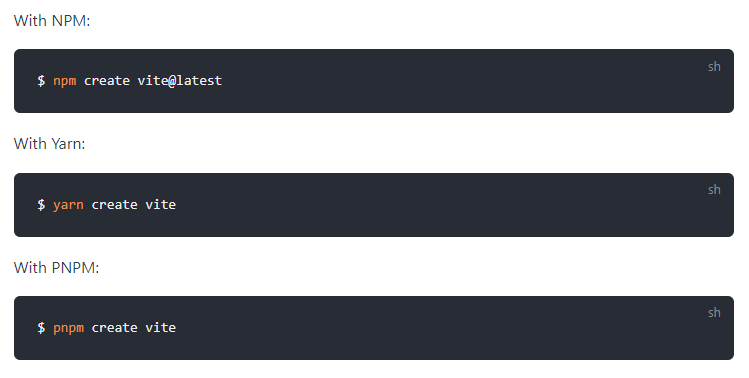 With NPM:
sh
$ npm create vite@latest
With Yarn:
sh
$ yarn create vite
With PNPM:
sh
$ pnpm create vite